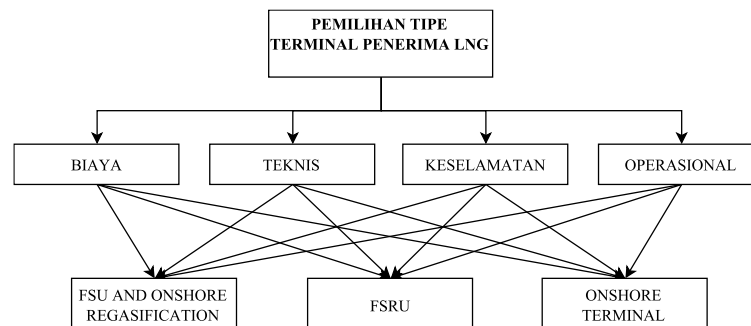 PEMILIHAN TIPE
TERMINAL PENERIMA LNG
BIAYA
TEKNIS
KESELAMATAN
OPERASIONAL
FSU AND ONSHORE
REGASIFICATION
FSRU
ONSHORE
TERMINAL